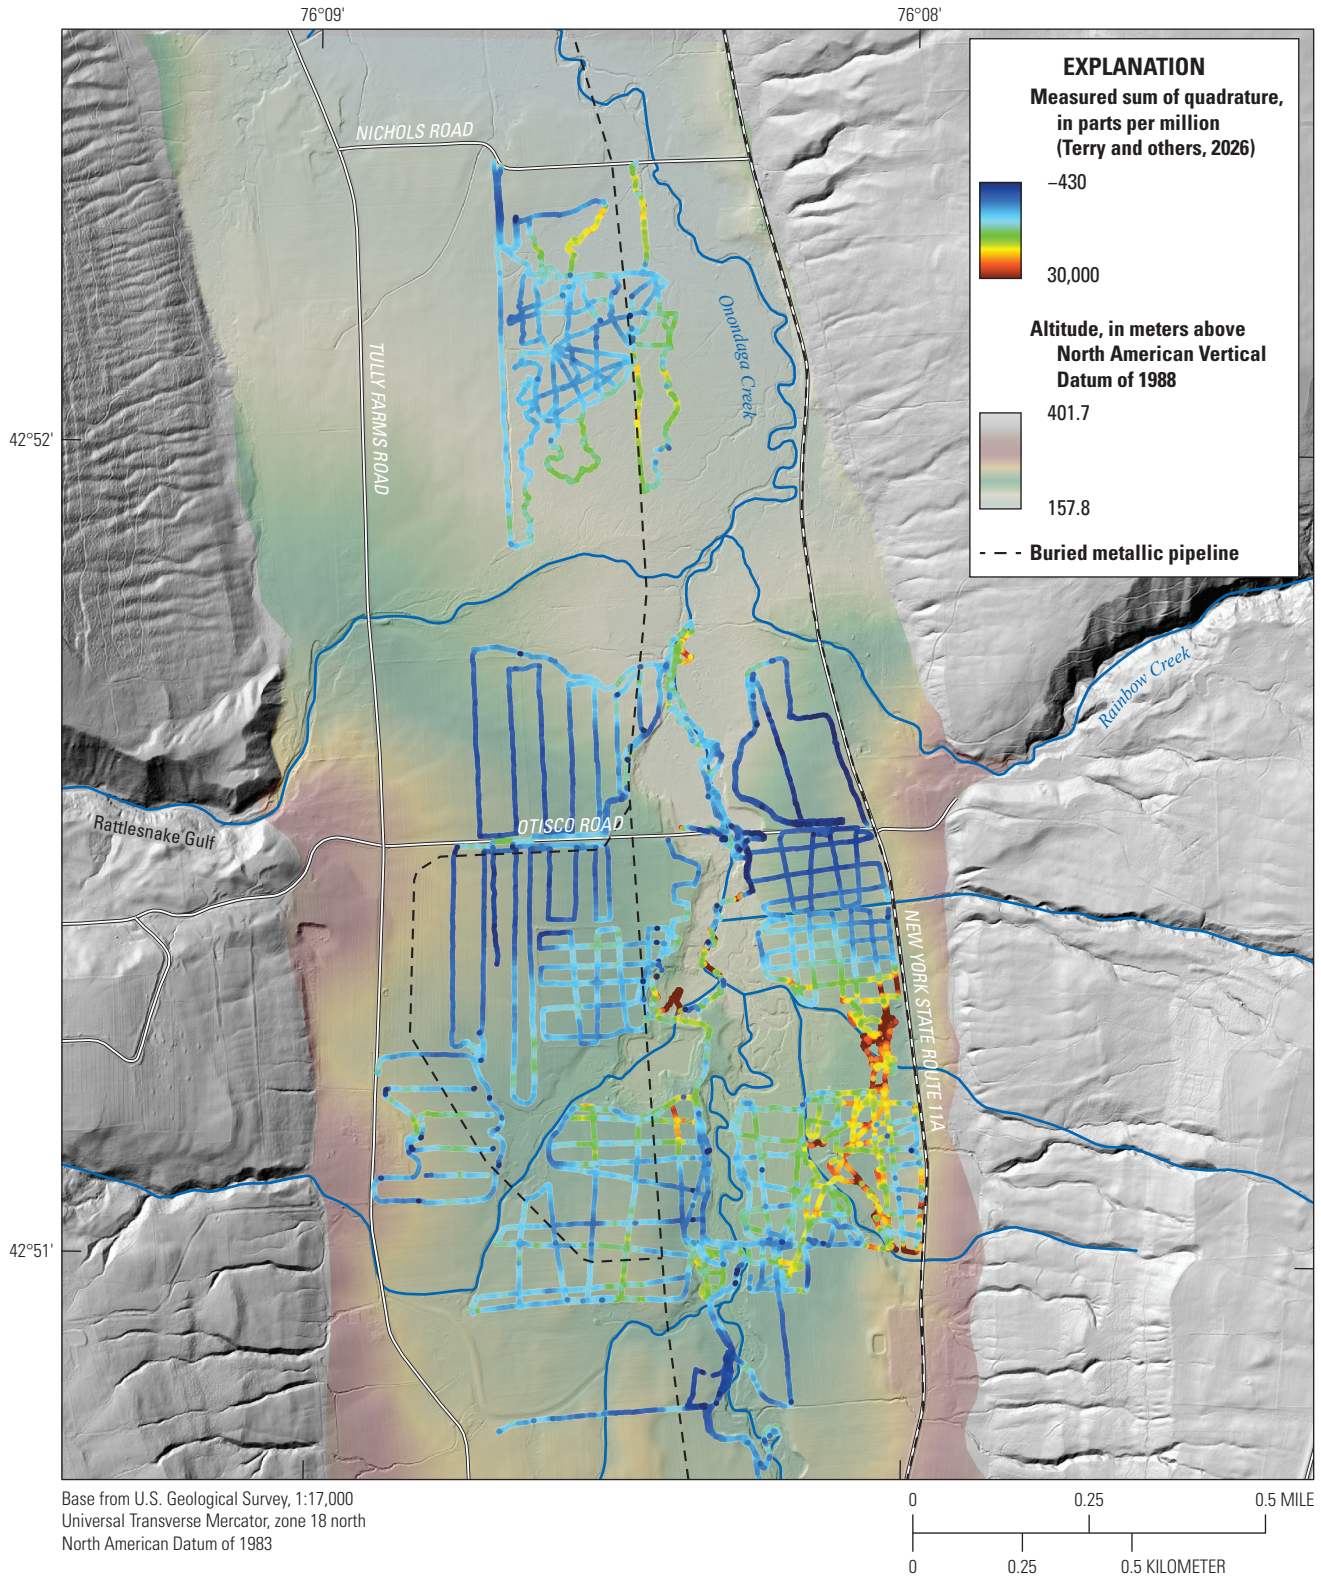 76°09'
76°08'
EXPLANATION
Measured sum of quadrature,
in parts per million
(Terry and others, 2026)
–430
30,000
Altitude, in meters above
North American Vertical
Datum of 1988
401.7
157.8
Buried metallic pipeline
NICHOLS ROAD
Onondaga Creek
TULLY FARMS ROAD
42°52'
Rainbow Creek
Rattlesnake Gulf
OTISCO ROAD
NEW YORK STATE ROUTE 11A
42°51'
Base from U.S. Geological Survey, 1:17,000
Universal Transverse Mercator, zone 18 north
North American Datum of 1983
0 0.25 0.5 MILE
0 0.25 0.5 KILOMETER